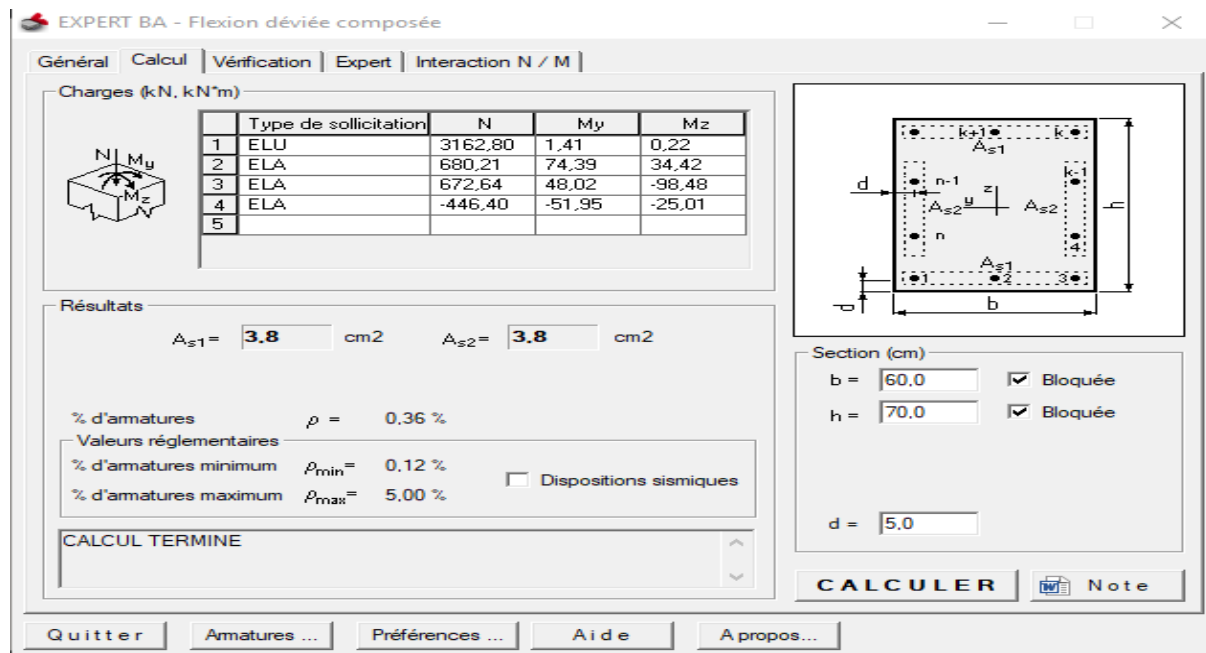 EXPERT BA - Flexion déviée composée
Général Calcul Vérification Expert Interaction N / M
Charges (kN, kN*m)
Type de sollicitation N My Mz
1 ELU 3162,80 1,41 0,22
2 ELA 680,21 74,39 34,42
3 ELA 672,64 48,02 -98,48
4 ELA -446,40 -51,95 -25,01
5
N My
Mz
k+1 k
As1
d n-1 k-1
z
As2 y As2 h
n 4
As1
1 2 3
d b
Résultats
As1= 3,8 cm2 As2= 3,8 cm2
% d'armatures ρ = 0,36 %
Valeurs réglementaires
% d'armatures minimum ρmin= 0,12 %
Dispositions sismiques
% d'armatures maximum ρmax= 5,00 %
CALCUL TERMINE
Section (cm)
b = 60,0 Bloquée
h = 70,0 Bloquée
d = 5,0
CALCULER Note
Quitter Armatures ... Préférences ... Aide A propos...